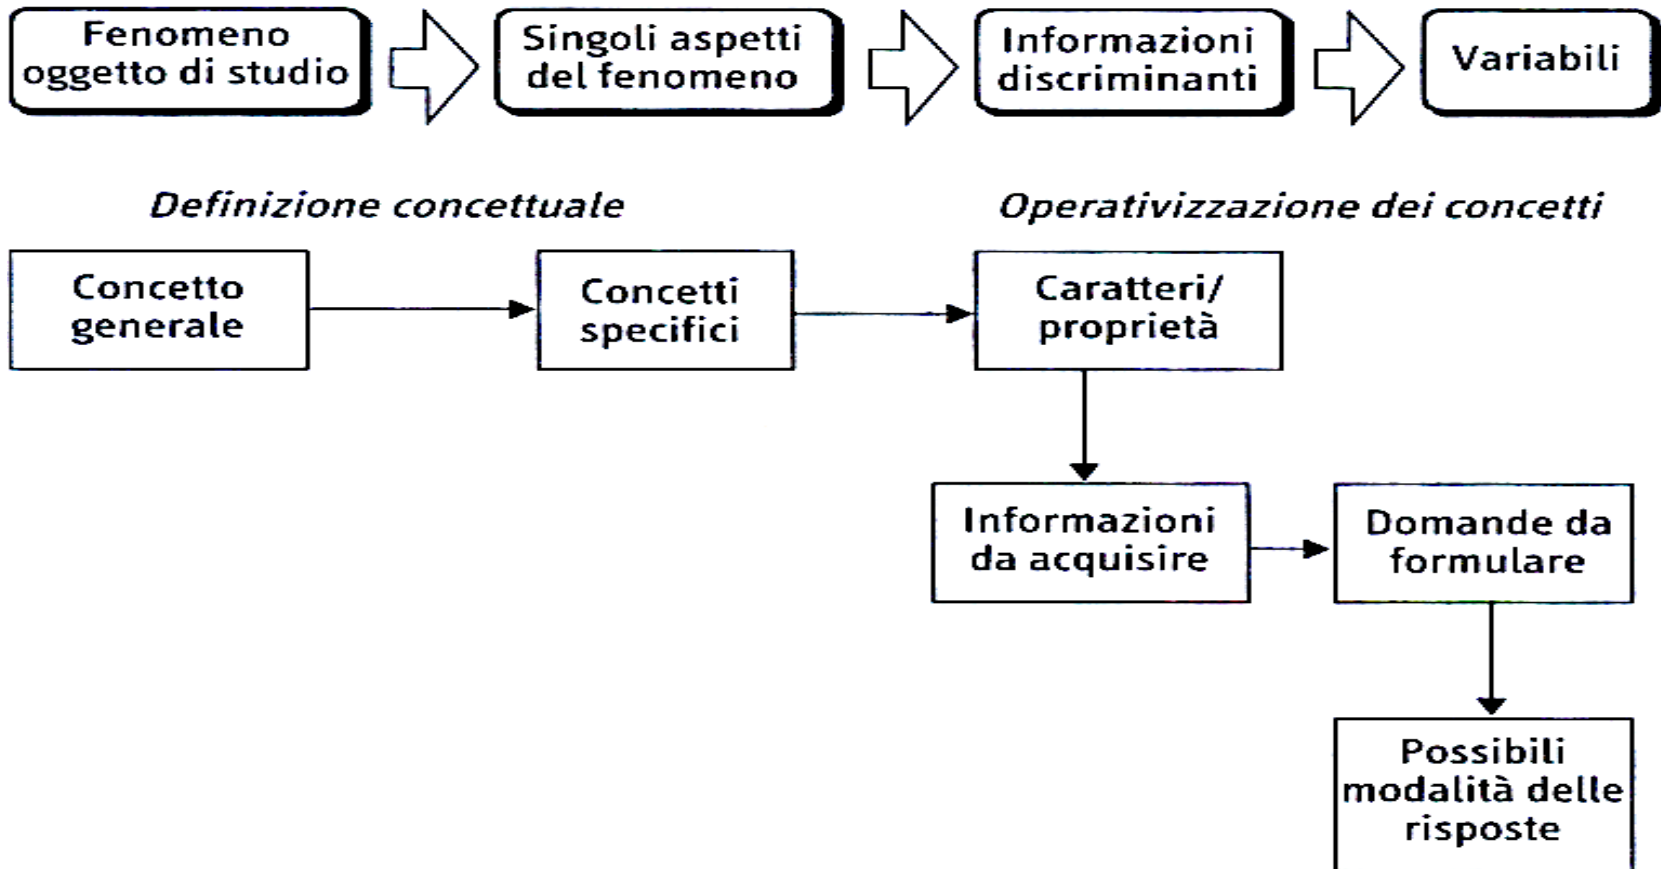 Fenomeno
oggetto di studio
Singoli aspetti
del fenomeno
Informazioni
discriminanti
Variabili
Definizione concettuale
Operativizzazione dei concetti
Concetto
generale
Concetti
specifici
Caratteri/
proprietà
Informazioni
da acquisire
Domande da
formulare
Possibili
modalità delle
risposte